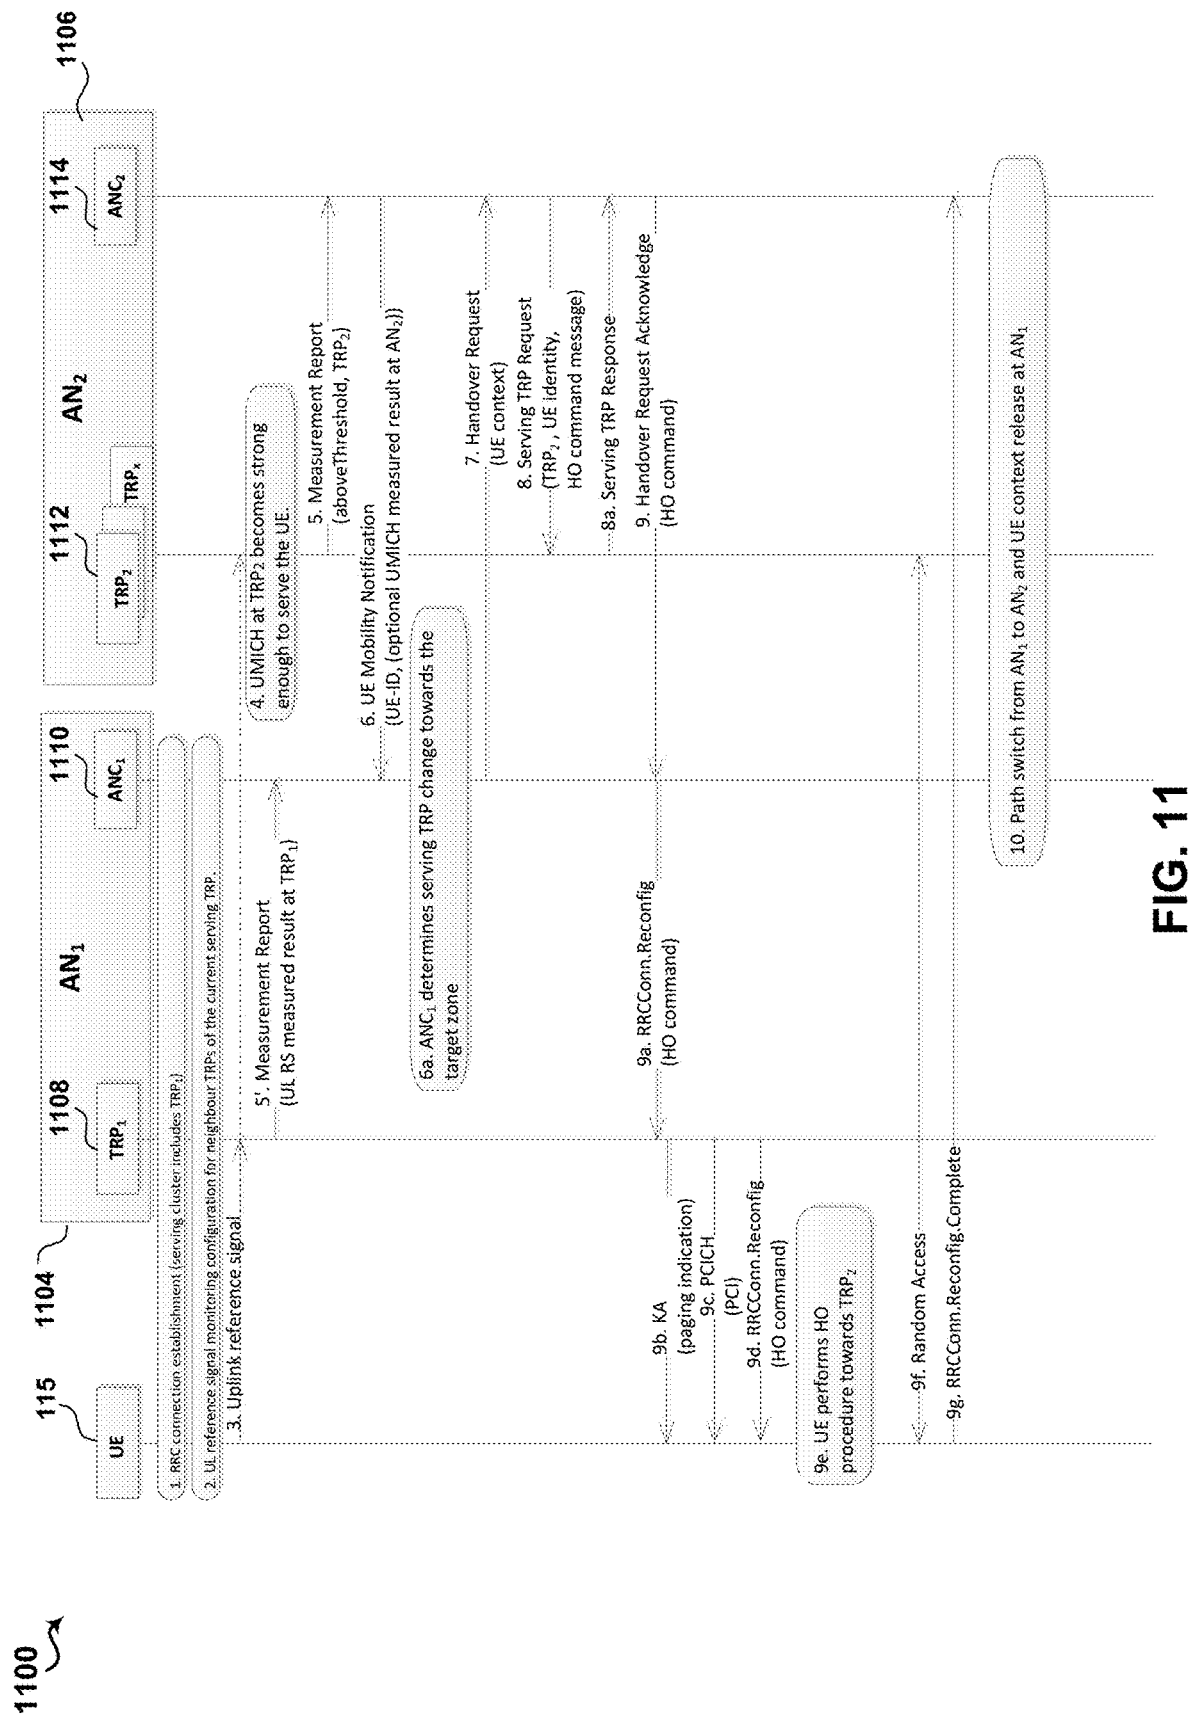 1100
115
UE
1104
AN1
1108
TRP1
1110
ANC1
1106
AN2
1112
TRP2
TRPx
1114
ANC2
1. RRC connection establishment (serving cluster includes TRP1)
2. UL reference signal monitoring configuration for neighbour TRPs of the current serving TRP.
3. Uplink reference signal
4. UMICH at TRP2 becomes strong
enough to serve the UE.
5'. Measurement Report
(UL RS measured result at TRP1)
5. Measurement Report
(aboveThreshold, TRP2)
6. UE Mobility Notification
(UE-ID, (optional UMICH measured result at AN2))
6a. ANC1 determines serving TRP change towards the
target zone
7. Handover Request
(UE context)
8. Serving TRP Request
(TRP2, UE identity,
HO command message)
8a. Serving TRP Response
9. Handover Request Acknowledge
(HO command)
9a. RRCConn.Reconfig
(HO command)
9b. KA
(paging indication)
9c. PCICH
(PCI)
9d. RRCConn.Reconfig
(HO command)
9e. UE performs HO
procedure towards TRP2
9f. Random Access
9g. RRCConn.Reconfig.Complete
10. Path switch from AN1 to AN2 and UE context release at AN1
FIG. 11